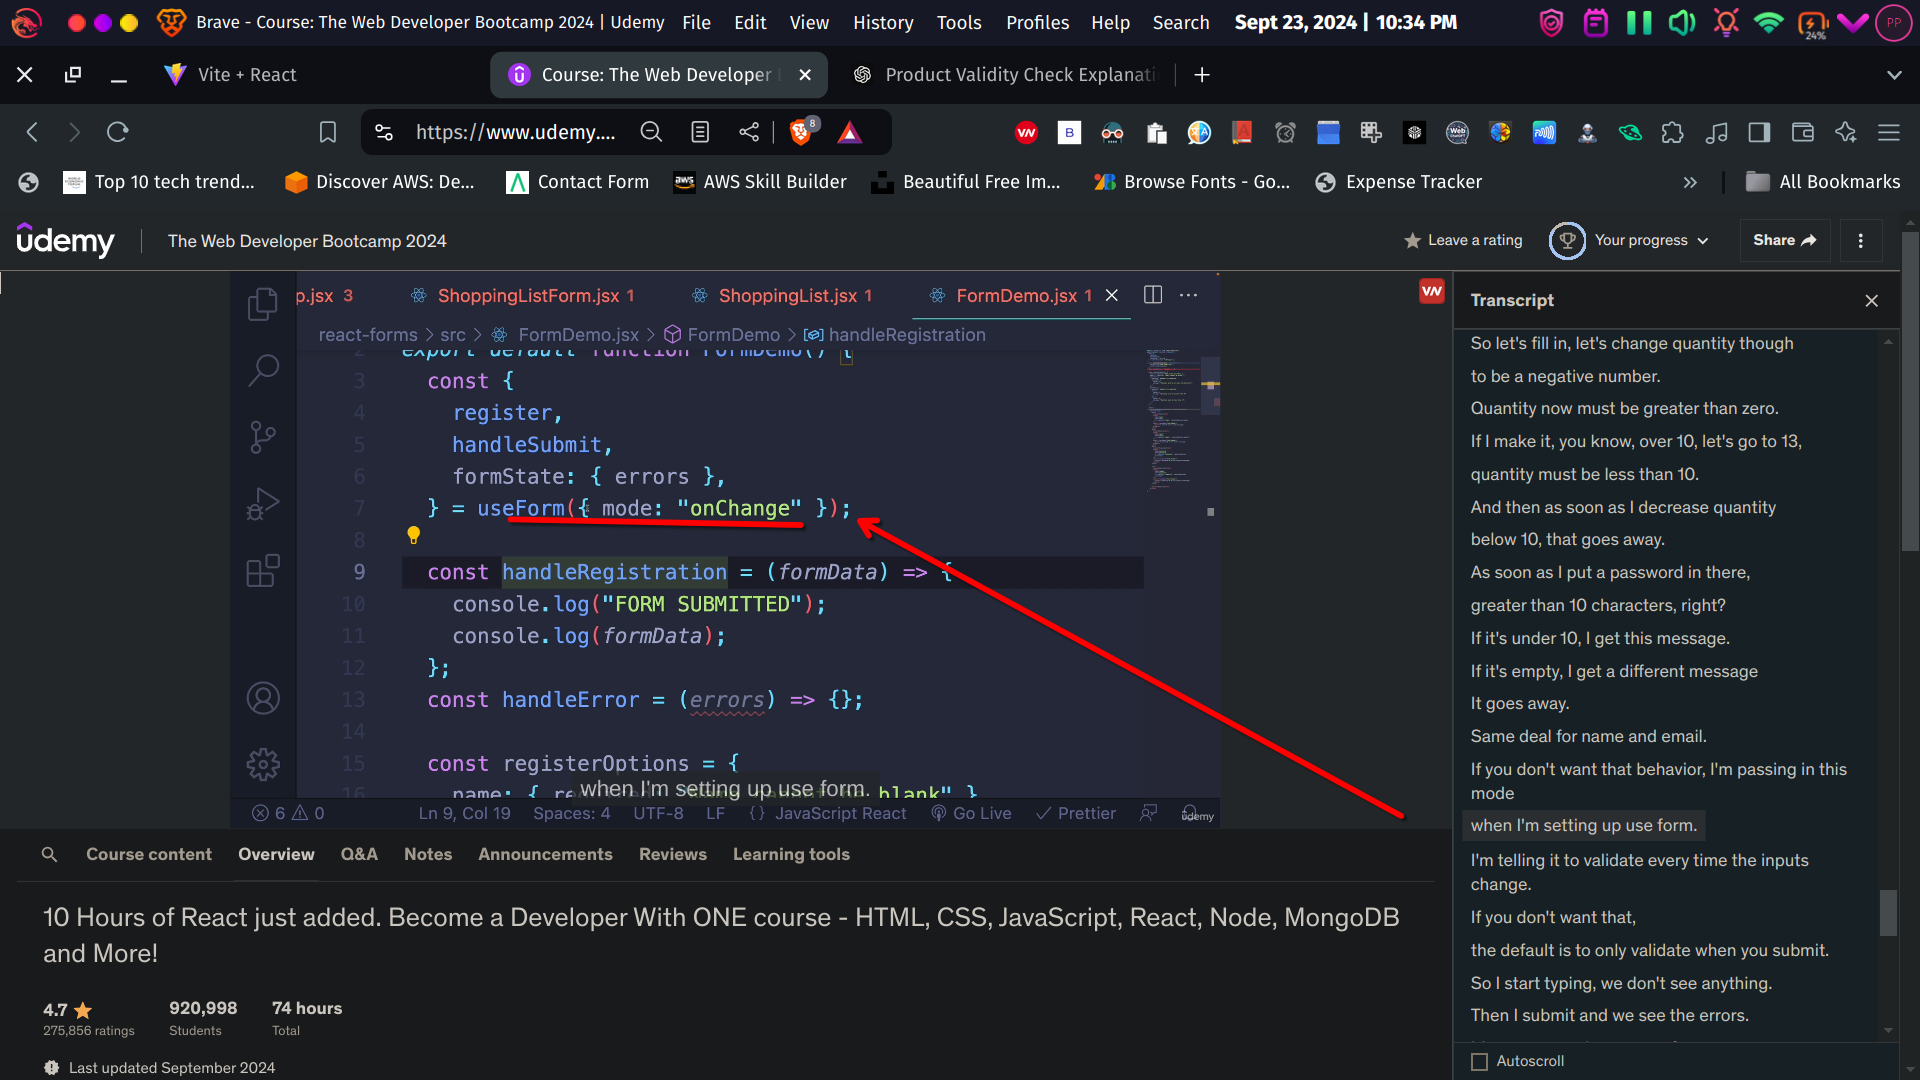 Brave - Course: The Web Developer Bootcamp 2024 | Udemy File Edit View History Tools Profiles Help Search Sept 23, 2024 | 10:34 PM 24% PP
Vite + React Course: The Web Developer Product Validity Check Explanati
https://www.udemy.... 8
Top 10 tech trend... Discover AWS: De... Contact Form AWS Skill Builder Beautiful Free Im... Browse Fonts - Go... Expense Tracker All Bookmarks
udemy The Web Developer Bootcamp 2024 Leave a rating Your progress Share
p.jsx 3 ShoppingListForm.jsx 1 ShoppingList.jsx 1 FormDemo.jsx 1
react-forms > src > FormDemo.jsx > FormDemo > handleRegistration
2 export default function FormDemo() {
3 const {
4 register,
5 handleSubmit,
6 formState: { errors },
7 } = useForm({ mode: "onChange" });
8
9 const handleRegistration = (formData) => {
10 console.log("FORM SUBMITTED");
11 console.log(formData);
12 };
13 const handleError = (errors) => {};
14
15 const registerOptions = {
16 name: { re blank" }
when I'm setting up use form.
6 0 Ln 9, Col 19 Spaces: 4 UTF-8 LF {} JavaScript React Go Live Prettier
udemy
VN
Transcript
So let's fill in, let's change quantity though
to be a negative number.
Quantity now must be greater than zero.
If I make it, you know, over 10, let's go to 13,
quantity must be less than 10.
And then as soon as I decrease quantity
below 10, that goes away.
As soon as I put a password in there,
greater than 10 characters, right?
If it's under 10, I get this message.
If it's empty, I get a different message
It goes away.
Same deal for name and email.
If you don't want that behavior, I'm passing in this
mode
when I'm setting up use form.
I'm telling it to validate every time the inputs
change.
If you don't want that,
the default is to only validate when you submit.
So I start typing, we don't see anything.
Then I submit and we see the errors.
Autoscroll
Course content Overview Q&A Notes Announcements Reviews Learning tools
10 Hours of React just added. Become a Developer With ONE course - HTML, CSS, JavaScript, React, Node, MongoDB
and More!
4.7 920,998 74 hours
275,856 ratings Students Total
Last updated September 2024